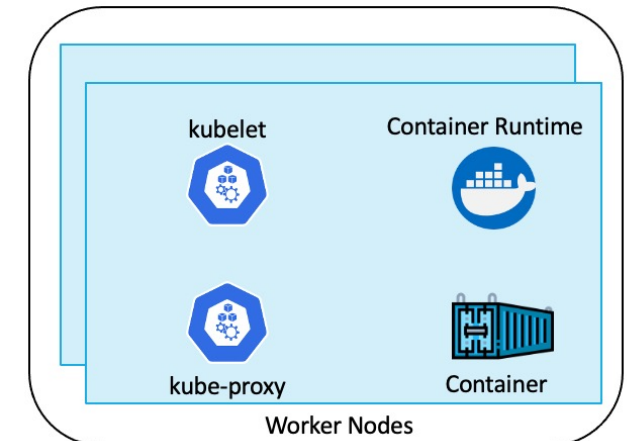 kubelet
Container Runtime
kube-proxy
Container
Worker Nodes